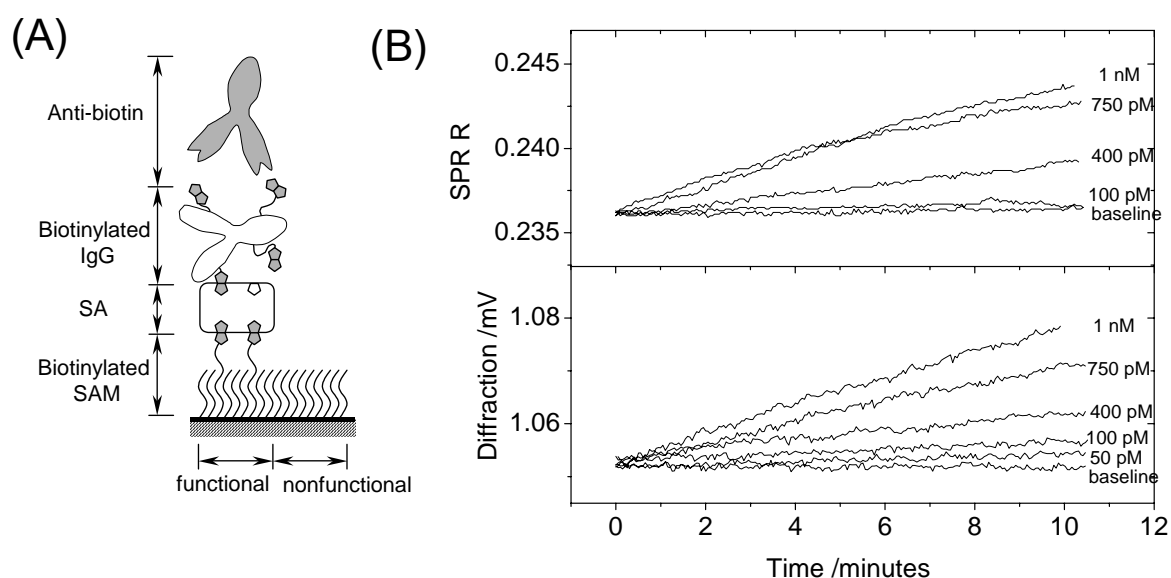 (A)
Anti-biotin
Biotinylated
IgG
SA
Biotinylated
SAM
functional
nonfunctional
(B)
SPR R
0.245
0.240
0.235
1 nM
750 pM
400 pM
100 pM
baseline
Diffraction /mV
1.08
1.06
1 nM
750 pM
400 pM
100 pM
50 pM
baseline
0 2 4 6 8 10 12
Time /minutes